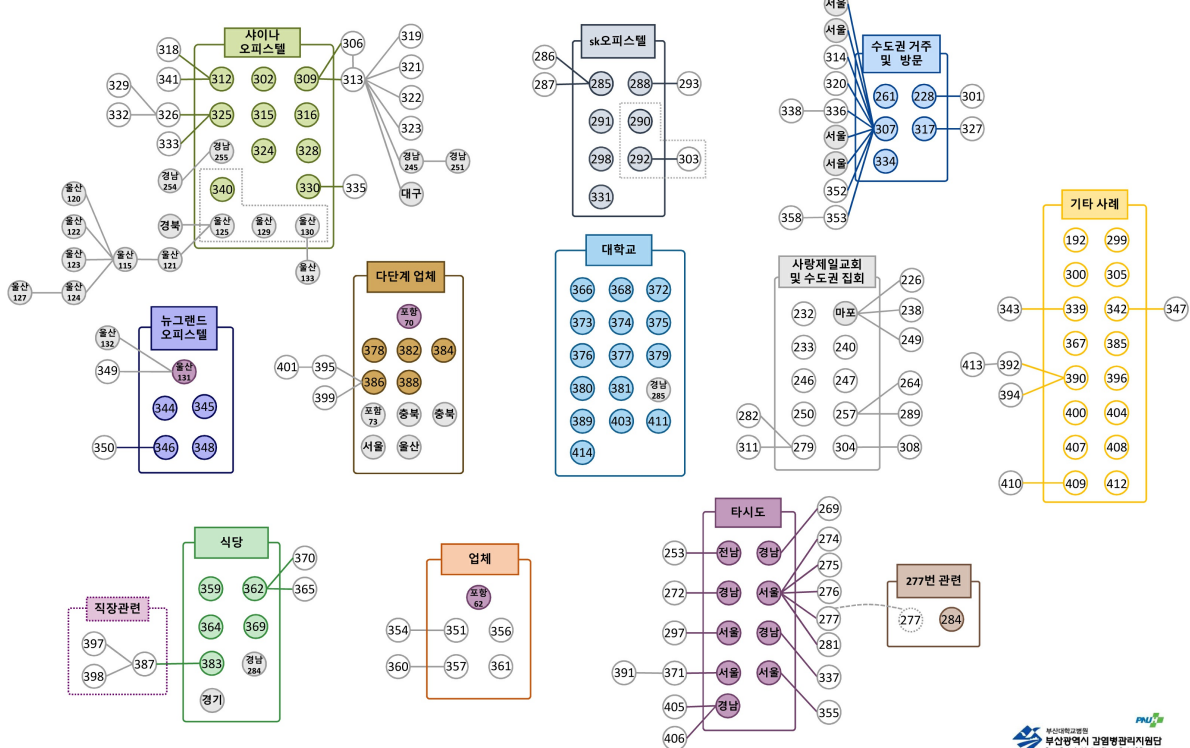 샤이나
오피스텔
318
341
329
332
326
333
312
302
309
325
315
316
324
328
340
330
335
306
313
319
321
322
323
경남
245
경남
251
대구
경남
255
경남
254
경북
울산
125
울산
129
울산
130
울산
133
울산
120
울산
122
울산
123
울산
124
울산
127
울산
115
울산
121
sk오피스텔
286
287
285
288
293
291
290
298
292
303
331
수도권 거주
및 방문
서울
서울
314
320
338
336
서울
서울
352
358
353
261
228
301
307
317
327
334
뉴그랜드
오피스텔
울산
132
349
울산
131
344
345
350
346
348
다단계 업체
포항
70
378
382
384
401
395
399
386
388
포항
73
충북
충북
서울
울산
대학교
366
368
372
373
374
375
376
377
379
380
381
경남
285
389
403
411
414
사랑제일교회
및 수도권 집회
232
마포
226
238
249
233
240
246
247
264
250
257
289
282
311
279
304
308
기타 사례
192
299
300
305
343
339
342
347
367
385
413
392
394
390
396
400
404
407
408
410
409
412
식당
359
362
370
365
364
369
383
경남
284
경기
직장관련
397
398
387
업체
포항
62
354
351
356
360
357
361
타시도
253
전남
경남
269
272
경남
서울
274
275
276
277
281
297
서울
경남
337
391
371
서울
서울
355
405
406
경남
277번 관련
277
284
PNU
부산대학교병원
부산광역시 감염병관리지원단